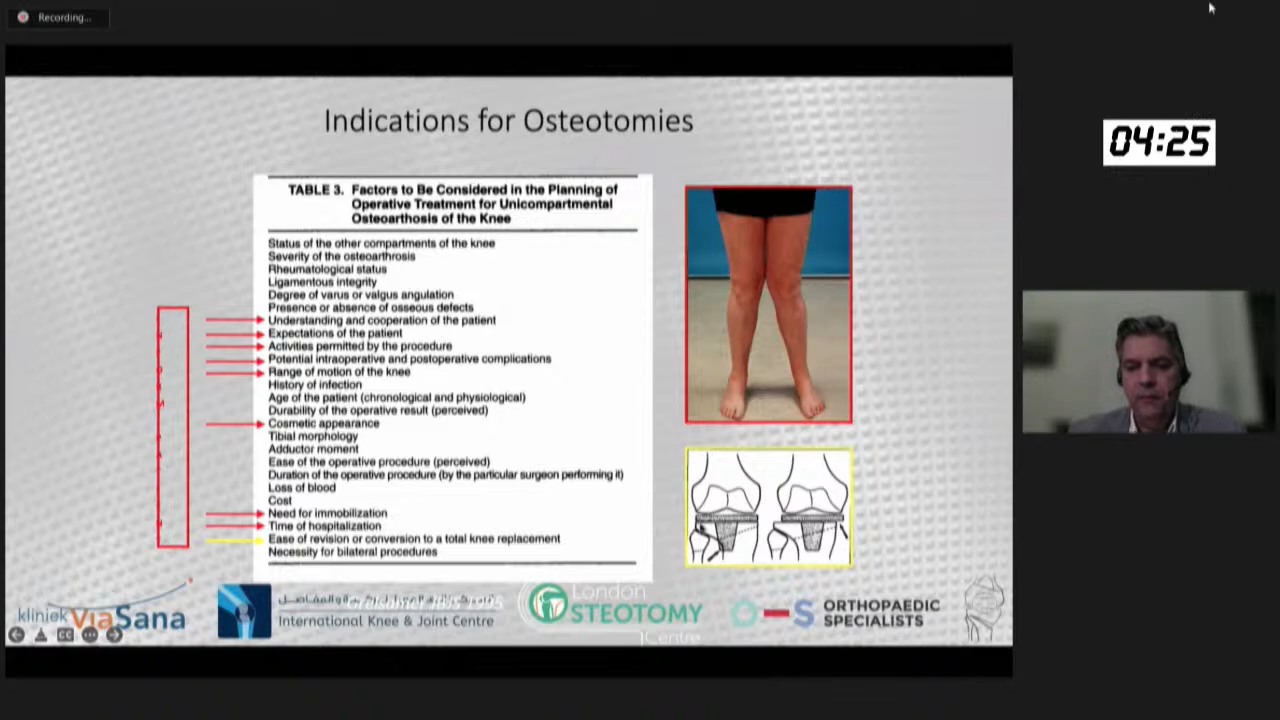 Recording...
Indications for Osteotomies
04:25
TABLE 3. Factors to Be Considered in the Planning of
Operative Treatment for Unicompartmental
Osteoarthosis of the Knee
Status of the other compartments of the knee
Severity of the osteoarthrosis
Rheumatological status
Ligamentous integrity
Degree of varus or valgus angulation
Presence or absence of osseous defects
Understanding and cooperation of the patient
Expectations of the patient
Activities permitted by the procedure
Potential intraoperative and postoperative complications
Range of motion of the knee
History of infection
Age of the patient (chronological and physiological)
Durability of the operative result (perceived)
Cosmetic appearance
Tibial morphology
Adductor moment
Ease of the operative procedure (perceived)
Duration of the operative procedure (by the particular surgeon performing it)
Loss of blood
Cost
Need for immobilization
Time of hospitalization
Ease of revision or conversion to a total knee replacement
Necessity for bilateral procedures
kliniek ViaSana
International Knee & Joint Centre
London
OSTEOTOMY
Centre
ORTHOPAEDIC
SPECIALISTS